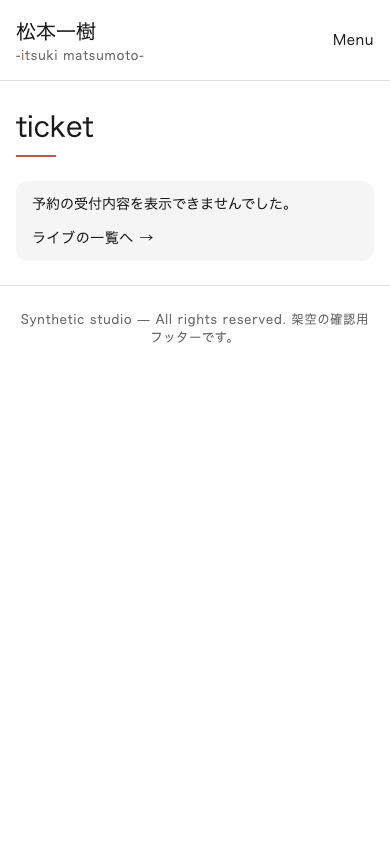 松本一樹
-itsuki matsumoto-
Menu
ticket
予約の受付内容を表示できませんでした。
ライブの一覧へ →
Synthetic studio — All rights reserved. 架空の確認用
フッターです。